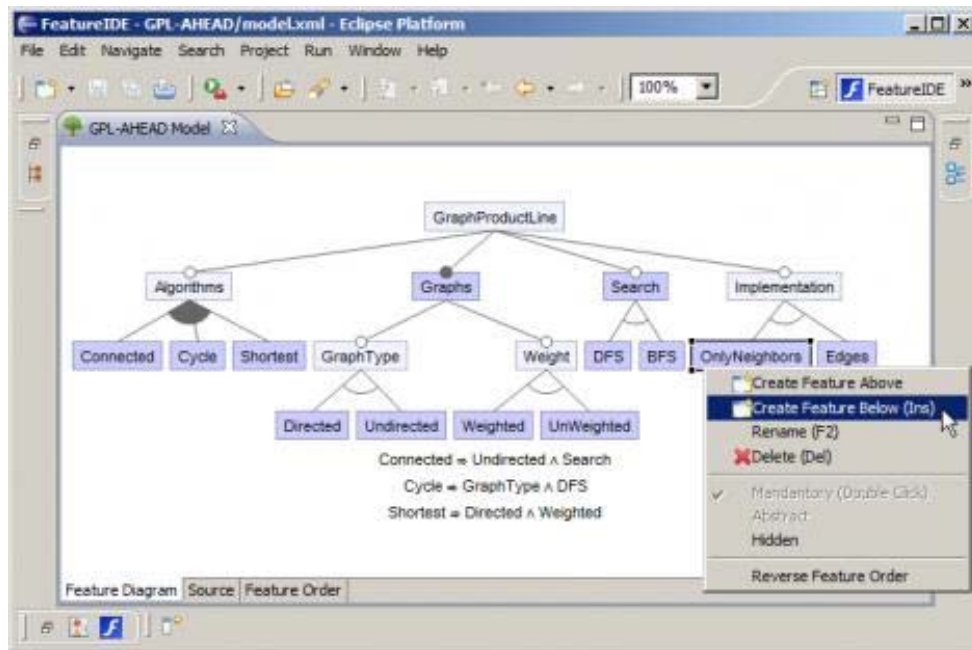 FeatureIDE - GPL-AHEAD/model.xml - Eclipse Platform
File Edit Navigate Search Project Run Window Help
100% FeatureIDE »
GPL-AHEAD Model
GraphProductLine
Algorithms Graphs Search Implementation
Connected Cycle Shortest GraphType Weight DFS BFS OnlyNeighbors Edges
Directed Undirected Weighted UnWeighted
Connected ⇒ Undirected ∧ Search
Cycle ⇒ GraphType ∧ DFS
Shortest ⇒ Directed ∧ Weighted
Create Feature Above
Create Feature Below (Ins)
Rename (F2)
Delete (Del)
Mandantory (Double Click)
Abstract
Hidden
Reverse Feature Order
Feature Diagram Source Feature Order